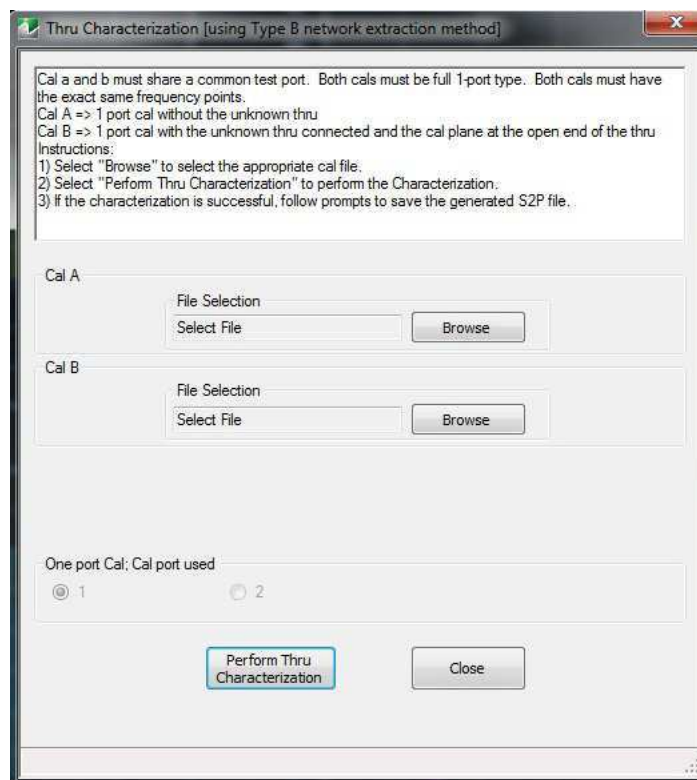 Thru Characterization [using Type B network extraction method]
Cal a and b must share a common test port. Both cals must be full 1-port type. Both cals must have
the exact same frequency points.
Cal A => 1 port cal without the unknown thru
Cal B => 1 port cal with the unknown thru connected and the cal plane at the open end of the thru
Instructions:
1) Select "Browse" to select the appropriate cal file.
2) Select "Perform Thru Characterization" to perform the Characterization.
3) If the characterization is successful, follow prompts to save the generated S2P file.
Cal A
File Selection
Select File
Browse
Cal B
File Selection
Select File
Browse
One port Cal; Cal port used
1
2
Perform Thru
Characterization
Close